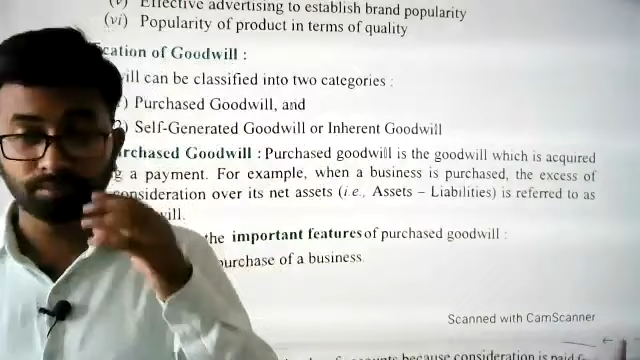 Effective advertising to establish brand popularity
(vi) Popularity of product in terms of quality
cation of Goodwill :
will can be classified into two categories :
) Purchased Goodwill, and
2) Self-Generated Goodwill or Inherent Goodwill
rchased Goodwill : Purchased goodwill is the goodwill which is acquired
g a payment. For example, when a business is purchased, the excess of
onsideration over its net assets (i.e., Assets – Liabilities) is referred to as
will.
the important features of purchased goodwill :
purchase of a business
Scanned with CamScanner
because consideration is paid